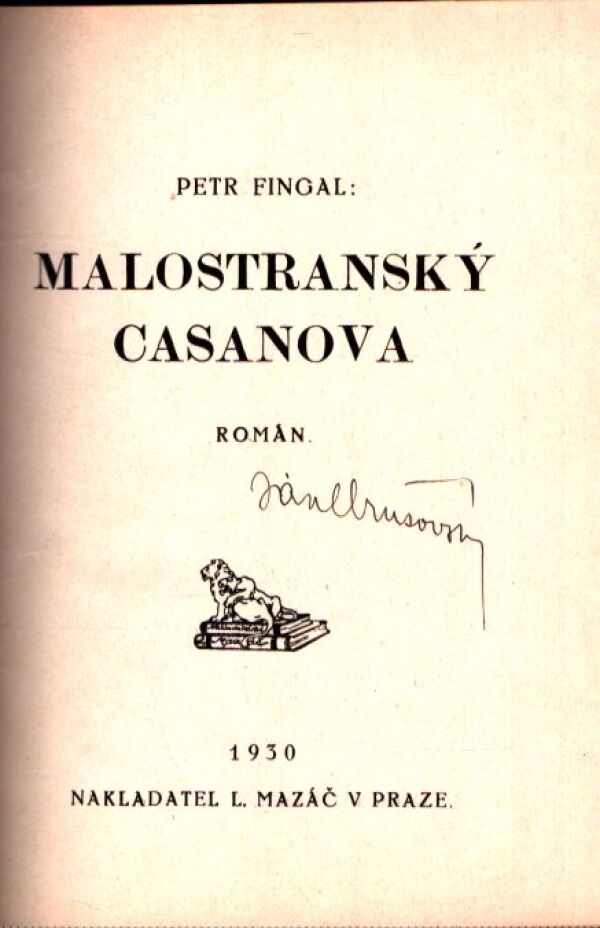 PETR FINGAL:
MALOSTRANSKÝ
CASANOVA
ROMÁN.
1930
NAKLADATEL L. MAZÁČ V PRAZE.